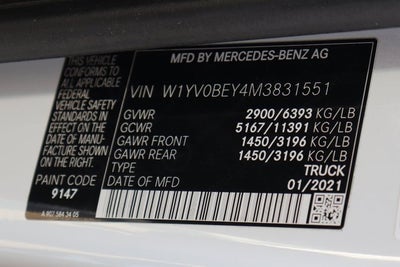 THIS VEHICLE
CONFORMS TO ALL
APPLICABLE
FEDERAL
VEHICLE SAFETY
STANDARDS IN
EFFECT ON THE
DATE OF MANU-
FACTURE SHOWN
PAINT CODE
9147
A 907 584 34 05
MFD BY MERCEDES-BENZ AG
VIN W1YV0BEY4M3831551
GVWR 2900/6393 KG/LB
GCWR 5167/11391 KG/LB
GAWR FRONT 1450/3196 KG/LB
GAWR REAR 1450/3196 KG/LB
TYPE TRUCK
DATE OF MFD 01/2021